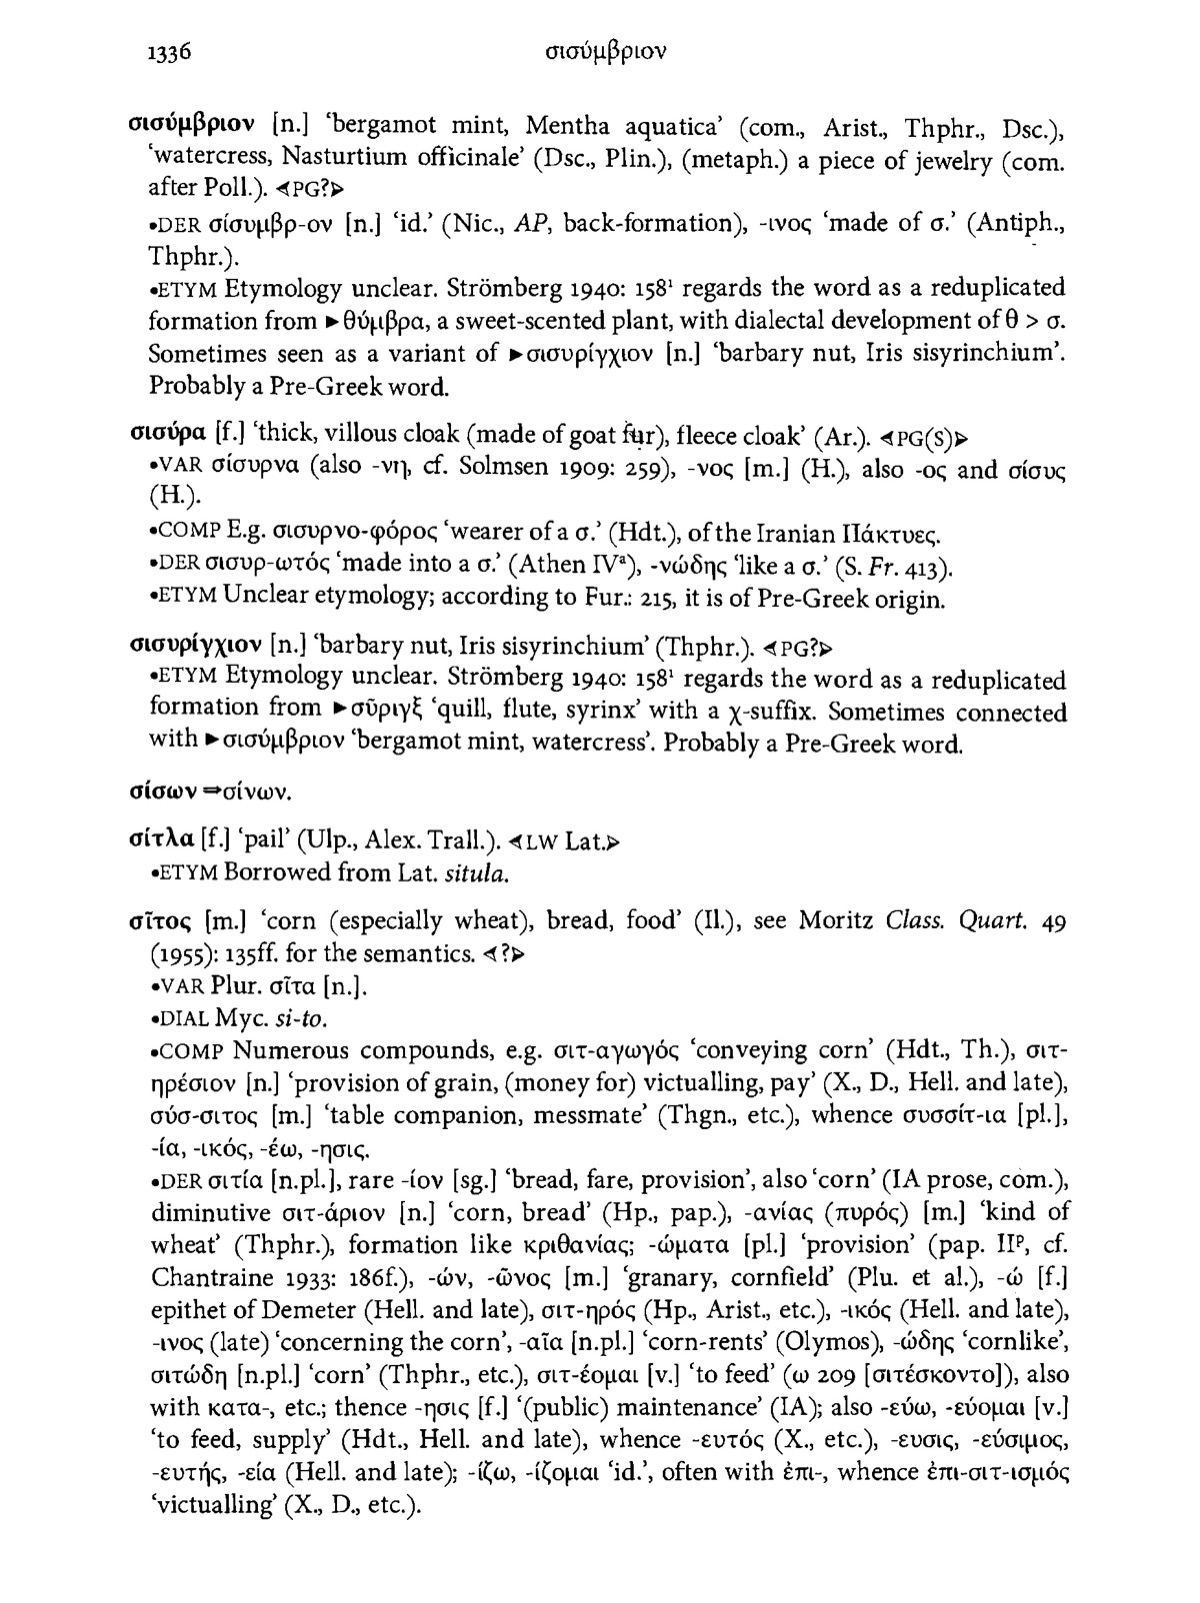 1336 σισύμβριον
σισύμβριον [n.] ‘bergamot mint, Mentha aquatica’ (com., Arist., Thphr., Dsc.),
‘watercress, Nasturtium officinale’ (Dsc., Plin.), (metaph.) a piece of jewelry (com.
after Poll.). ⊰PG?⊱
•DER σίσυμβρ-ον [n.] ‘id.’ (Nic., AP, back-formation), -ινος ‘made of σ.’ (Antiph.,
Thphr.).
•ETYM Etymology unclear. Strömberg 1940: 158¹ regards the word as a reduplicated
formation from ►θύμβρα, a sweet-scented plant, with dialectal development of θ > σ.
Sometimes seen as a variant of ►σισυρίγχιον [n.] ‘barbary nut, Iris sisyrinchium’.
Probably a Pre-Greek word.
σισύρα [f.] ‘thick, villous cloak (made of goat fur), fleece cloak’ (Ar.). ⊰PG(S)⊱
•VAR σίσυρνα (also -νη, cf. Solmsen 1909: 259), -νος [m.] (H.), also -ος and σίσυς
(H.).
•COMP E.g. σισυρνο-φόρος ‘wearer of a σ.’ (Hdt.), of the Iranian Πάκτυες.
•DER σισυρ-ωτός ‘made into a σ.’ (Athen IVᵃ), -νώδης ‘like a σ.’ (S. Fr. 413).
•ETYM Unclear etymology; according to Fur.: 215, it is of Pre-Greek origin.
σισυρίγχιον [n.] ‘barbary nut, Iris sisyrinchium’ (Thphr.). ⊰PG?⊱
•ETYM Etymology unclear. Strömberg 1940: 158¹ regards the word as a reduplicated
formation from ►σῦριγξ ‘quill, flute, syrinx’ with a χ-suffix. Sometimes connected
with ►σισύμβριον ‘bergamot mint, watercress’. Probably a Pre-Greek word.
σίσων ⇒σίνων.
σίτλα [f.] ‘pail’ (Ulp., Alex. Trall.). ⊰LW Lat.⊱
•ETYM Borrowed from Lat. situla.
σῖτος [m.] ‘corn (especially wheat), bread, food’ (Il.), see Moritz Class. Quart. 49
(1955): 135ff. for the semantics. ⊰?⊱
•VAR Plur. σῖτα [n.].
•DIAL Myc. si-to.
•COMP Numerous compounds, e.g. σιτ-αγωγός ‘conveying corn’ (Hdt., Th.), σιτ-
ηρέσιον [n.] ‘provision of grain, (money for) victualling, pay’ (X., D., Hell. and late),
σύσ-σιτος [m.] ‘table companion, messmate’ (Thgn., etc.), whence συσσίτ-ια [pl.],
-ία, -ικός, -έω, -ησις.
•DER σιτία [n.pl.], rare -ίον [sg.] ‘bread, fare, provision’, also ‘corn’ (IA prose, com.),
diminutive σιτ-άριον [n.] ‘corn, bread’ (Hp., pap.), -ανίας (πυρός) [m.] ‘kind of
wheat’ (Thphr.), formation like κριθανίας; -ώματα [pl.] ‘provision’ (pap. IIᵖ, cf.
Chantraine 1933: 186f.), -ών, -ῶνος [m.] ‘granary, cornfield’ (Plu. et al.), -ώ [f.]
epithet of Demeter (Hell. and late), σιτ-ηρός (Hp., Arist., etc.), -ικός (Hell. and late),
-ινος (late) ‘concerning the corn’, -αῖα [n.pl.] ‘corn-rents’ (Olymos), -ώδης ‘cornlike’,
σιτώδη [n.pl.] ‘corn’ (Thphr., etc.), σιτ-έομαι [v.] ‘to feed’ (ω 209 [σιτέσκοντο]), also
with κατα-, etc.; thence -ησις [f.] ‘(public) maintenance’ (IA); also -εύω, -εύομαι [v.]
‘to feed, supply’ (Hdt., Hell. and late), whence -ευτός (X., etc.), -ευσις, -εύσιμος,
-ευτής, -εία (Hell. and late); -ίζω, -ίζομαι ‘id.’, often with ἐπι-, whence ἐπι-σιτ-ισμός
‘victualling’ (X., D., etc.).